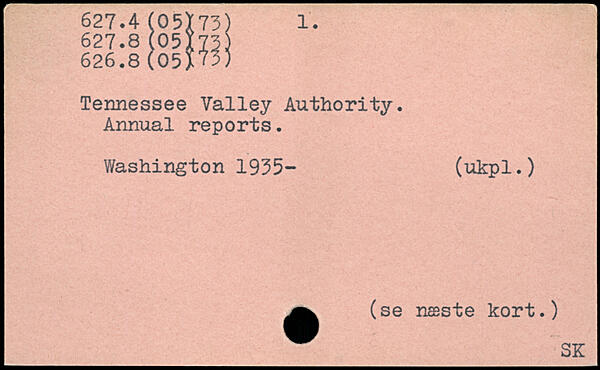 627.4(05)(73) 1.
627.8(05)(73)
626.8(05)(73)
Tennessee Valley Authority.
Annual reports.
Washington 1935- (ukpl.)
(se næste kort.)
SK